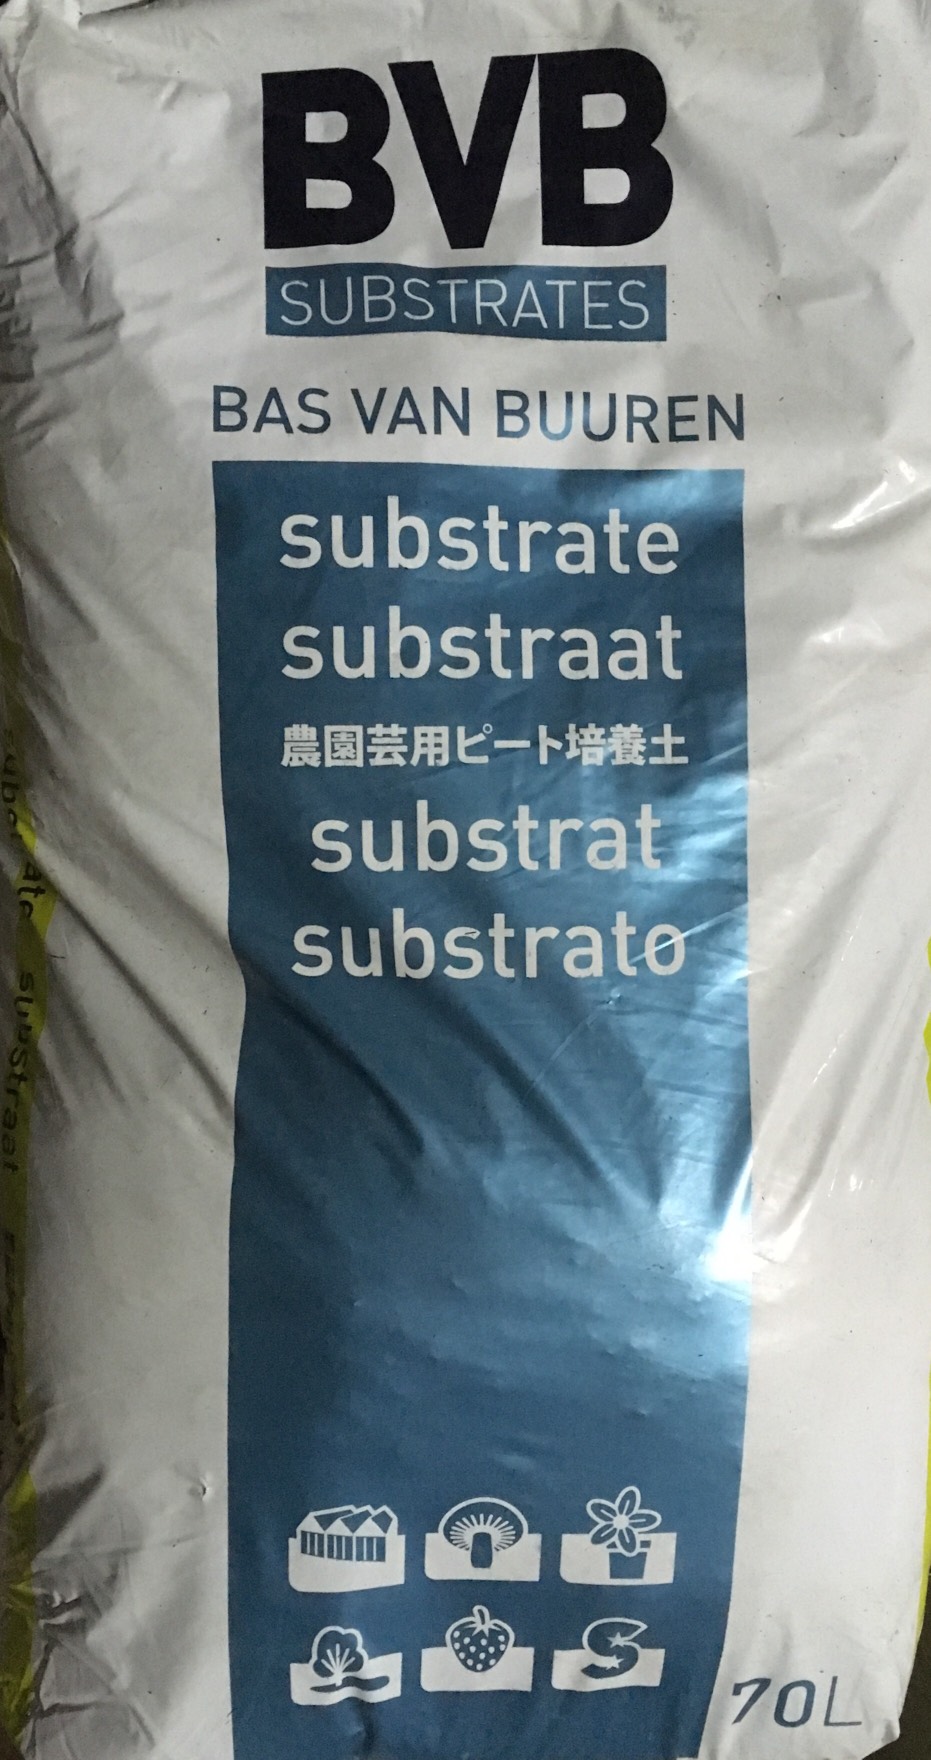 BVB
SUBSTRATES
BAS VAN BUUREN
substrate
substraat
農園芸用ピート培養土
substrat
substrato
70L
substraat